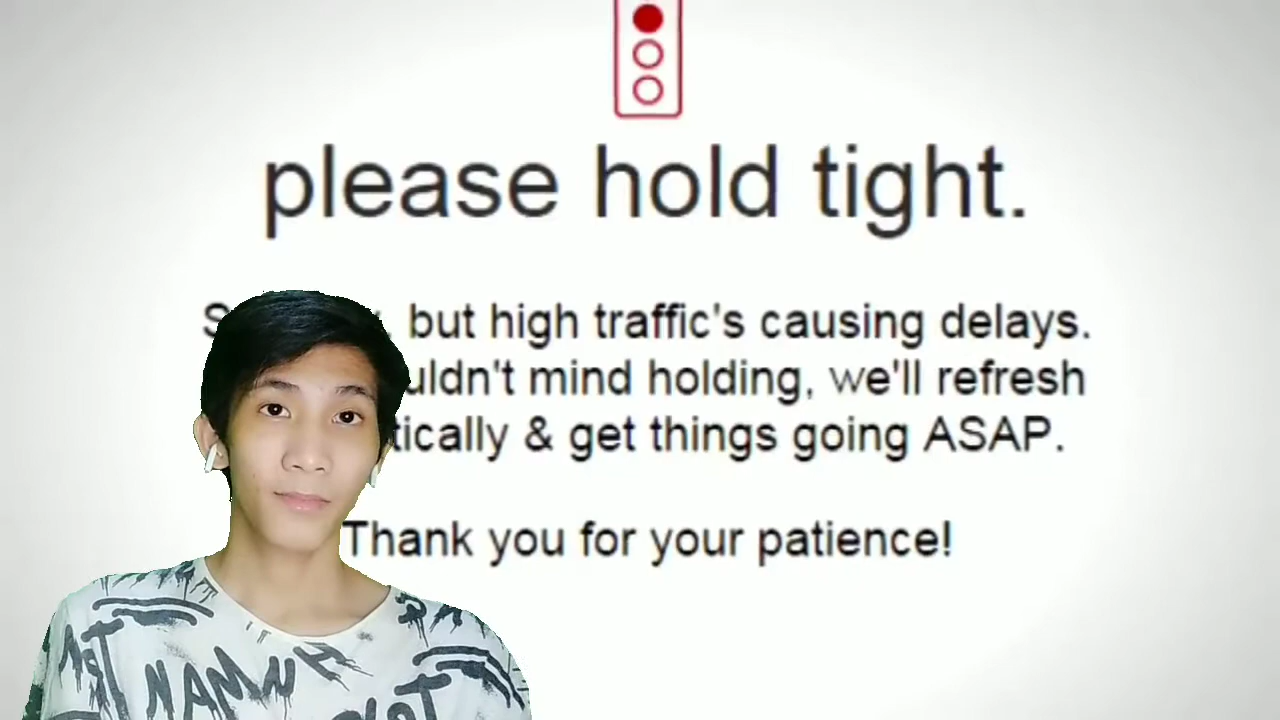 please hold tight.
but high traffic's causing delays.
mind holding, we'll refresh
& get things going ASAP.
Thank you for your patience!
NAMN